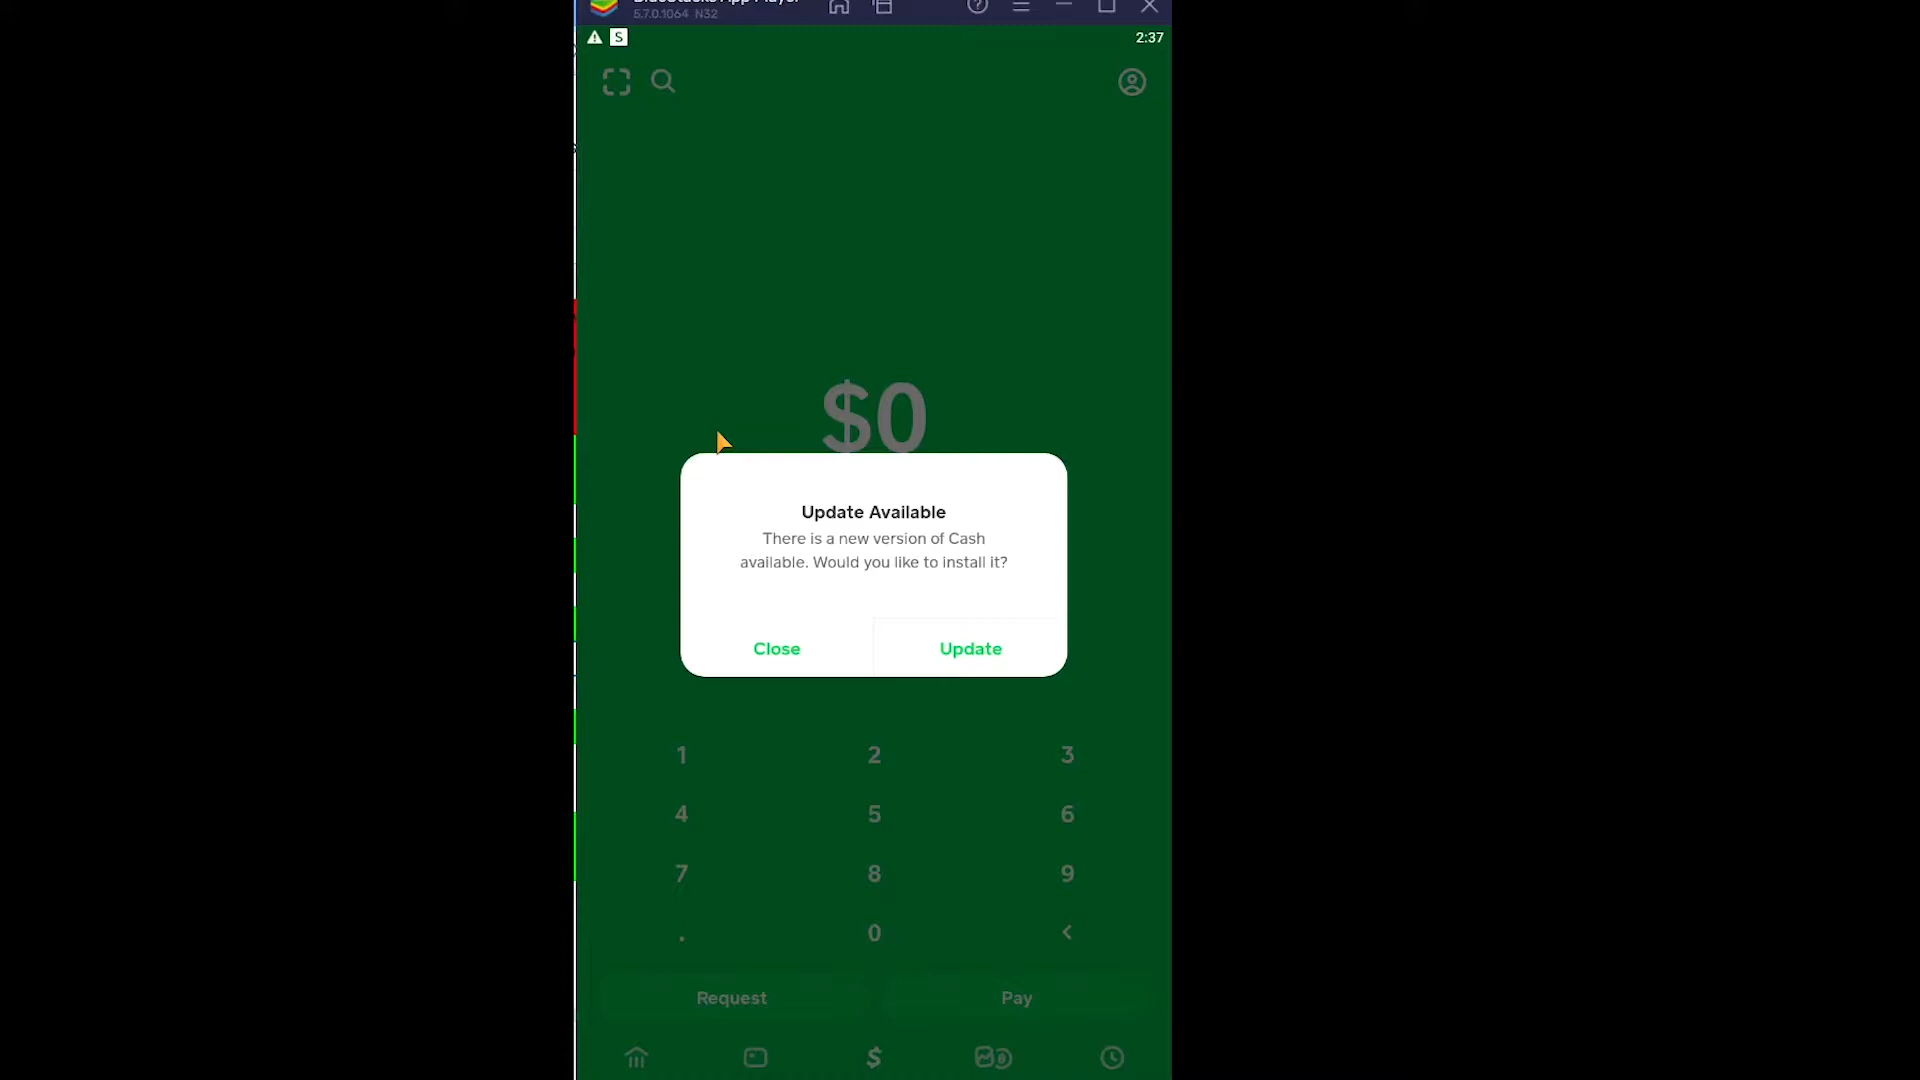 5.7.0.1064 N32
S
2:37
$0
Update Available
There is a new version of Cash
available. Would you like to install it?
Close
Update
1
2
3
4
5
6
7
8
9
.
0
<
Request
Pay
$